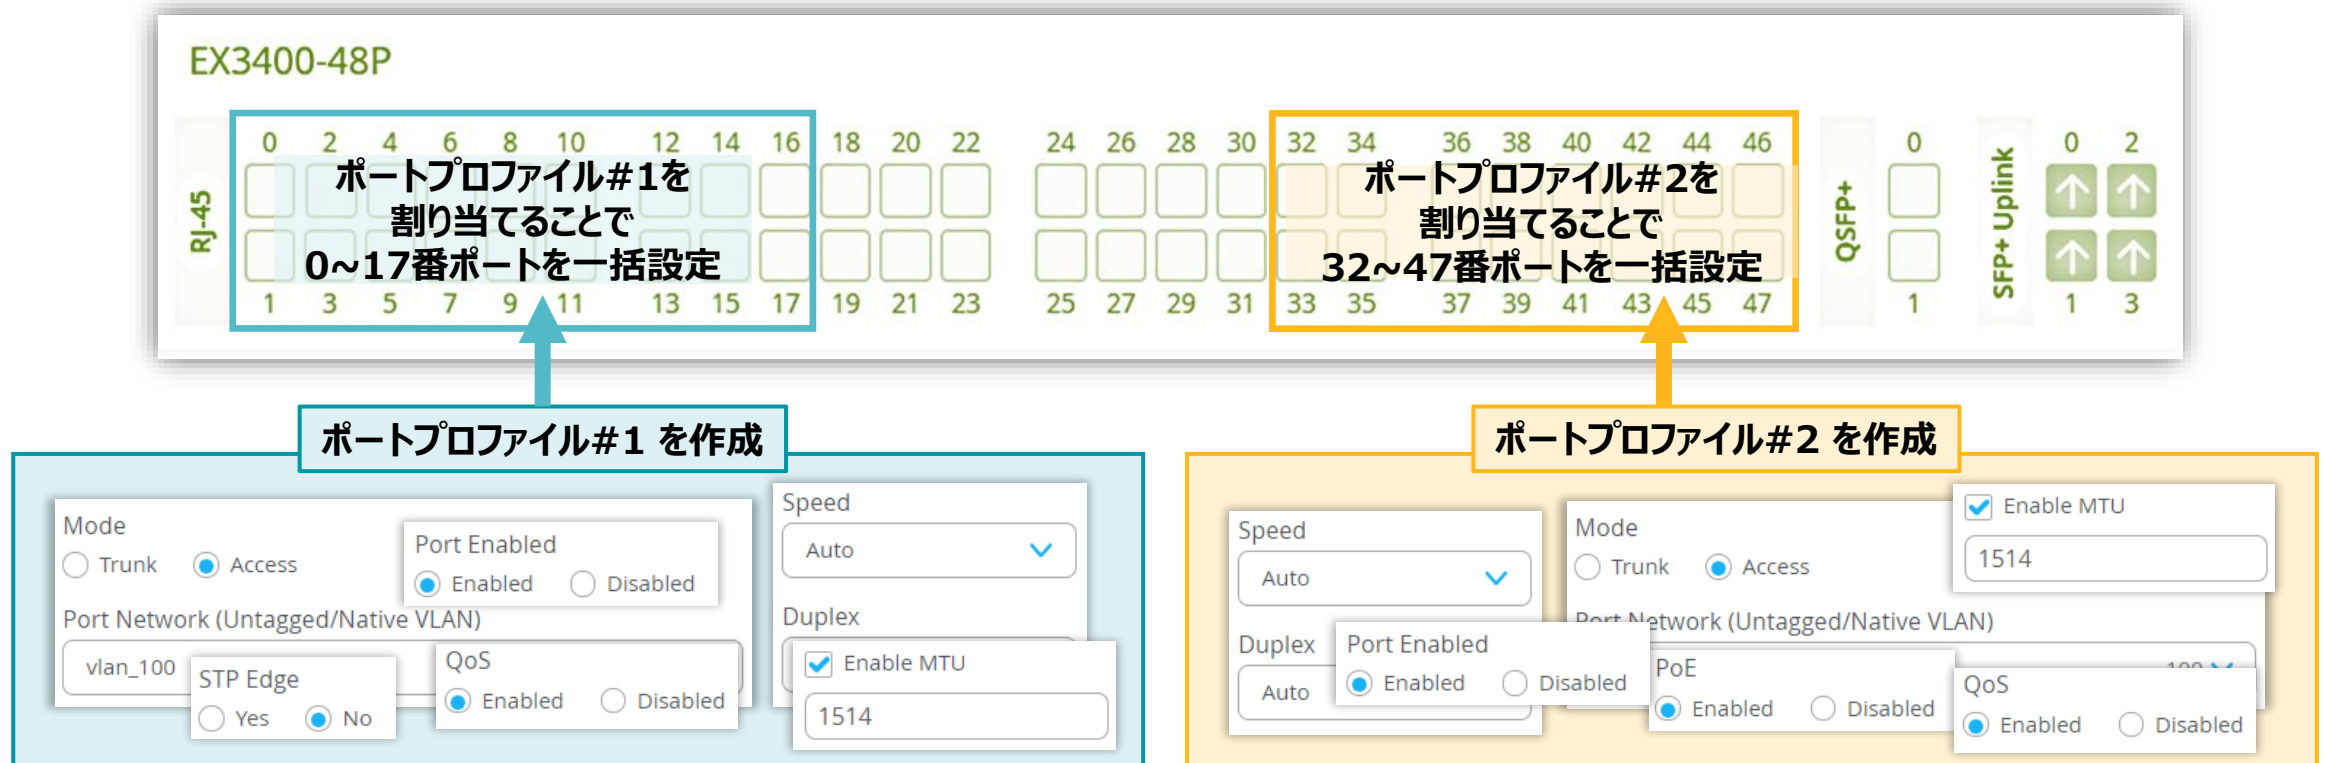 EX3400-48P
RJ-45
0 2 4 6 8 10 12 14 16 18 20 22 24 26 28 30 32 34 36 38 40 42 44 46
ポートプロファイル#1を
割り当てることで
0~17番ポートを一括設定
ポートプロファイル#2を
割り当てることで
32~47番ポートを一括設定
1 3 5 7 9 11 13 15 17 19 21 23 25 27 29 31 33 35 37 39 41 43 45 47
QSFP+
0
1
SFP+ Uplink
0 2
1 3
ポートプロファイル#1 を作成
Mode
Trunk Access
Port Enabled
Enabled Disabled
Port Network (Untagged/Native VLAN)
vlan_100
STP Edge
Yes No
QoS
Enabled Disabled
Speed
Auto
Duplex
Enable MTU
1514
ポートプロファイル#2 を作成
Speed
Auto
Duplex
Auto
Port Enabled
Enabled Disabled
Mode
Trunk Access
Enable MTU
1514
Port Network (Untagged/Native VLAN)
100
PoE
Enabled Disabled
QoS
Enabled Disabled